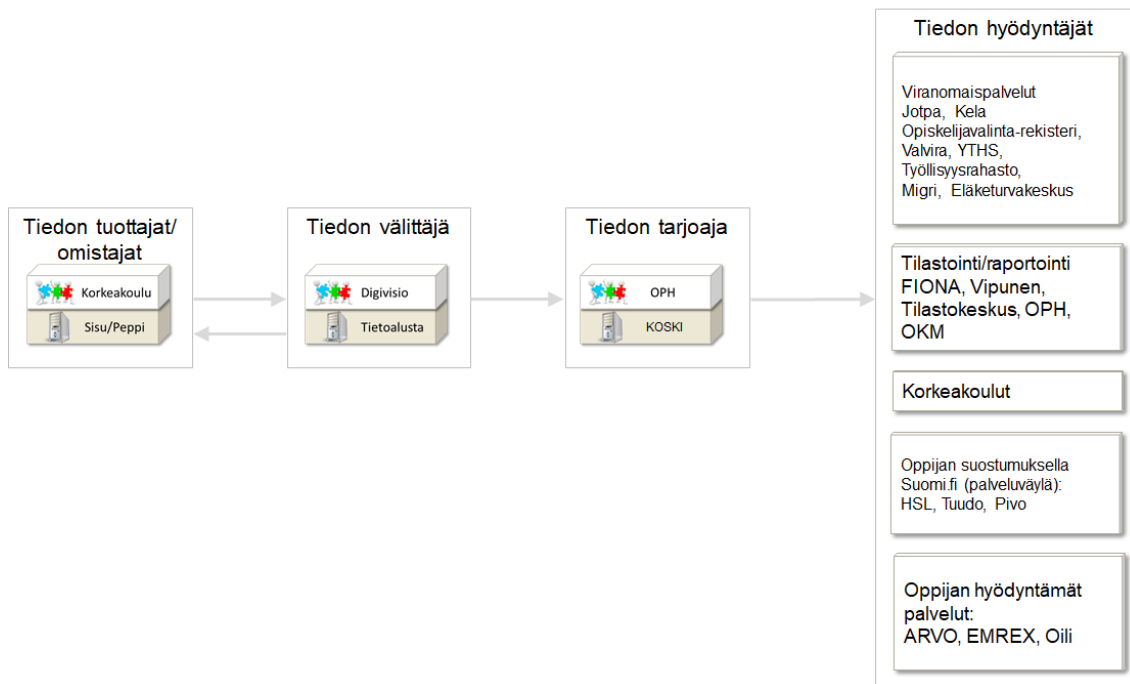 Tiedon tuottajat/
omistajat
Korkeakoulu
Sisu/Peppi
Tiedon välittäjä
Digivisio
Tietoalusta
Tiedon tarjoaja
OPH
KOSKI
Tiedon hyödyntäjät
Viranomaispalvelut
Jotpa, Kela
Opiskelijavalinta-rekisteri,
Valvira, YTHS,
Työllisyysrahasto,
Migri, Eläketurvakeskus
Tilastointi/raportointi
FIONA, Vipunen,
Tilastokeskus, OPH,
OKM
Korkeakoulut
Oppijan suostumuksella
Suomi.fi (palveluväylä):
HSL, Tuudo, Pivo
Oppijan hyödyntämät
palvelut:
ARVO, EMREX, Oili